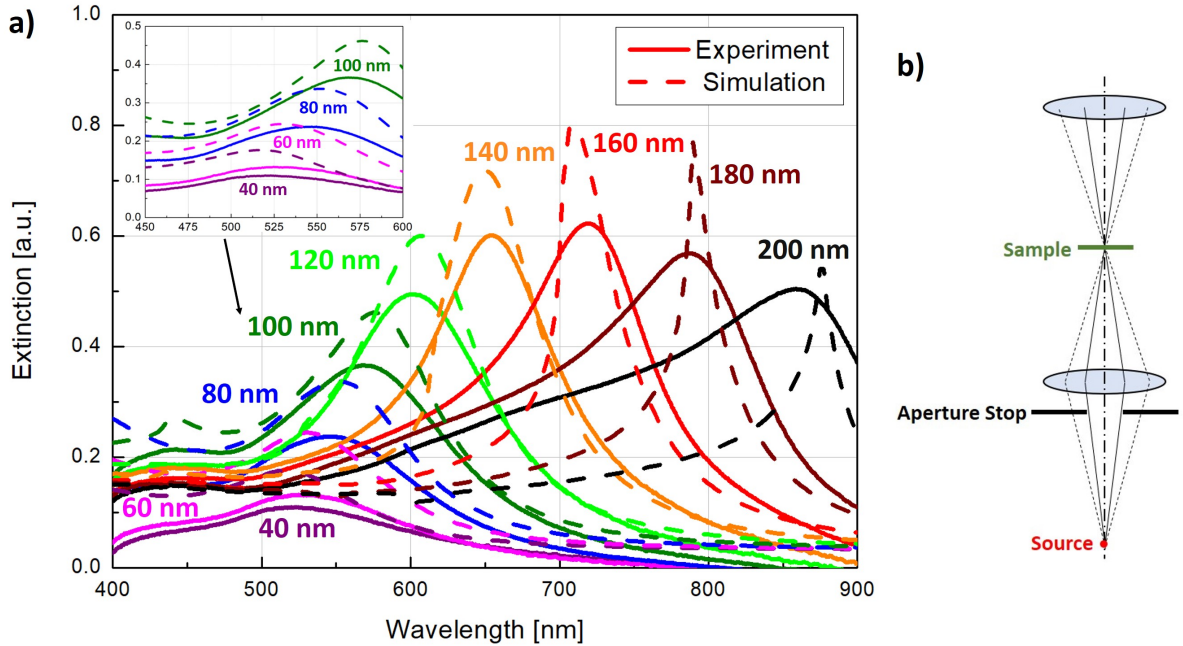 a)
1.0
0.8
0.6
0.4
0.2
0.0
400
500
600
700
800
900
Extinction [a.u.]
Wavelength [nm]
0.5
0.4
0.3
0.2
0.1
0.0
450
475
500
525
550
575
600
100 nm
80 nm
60 nm
40 nm
Experiment
Simulation
140 nm
160 nm
180 nm
200 nm
120 nm
100 nm
80 nm
60 nm
40 nm
b)
Sample
Aperture Stop
Source